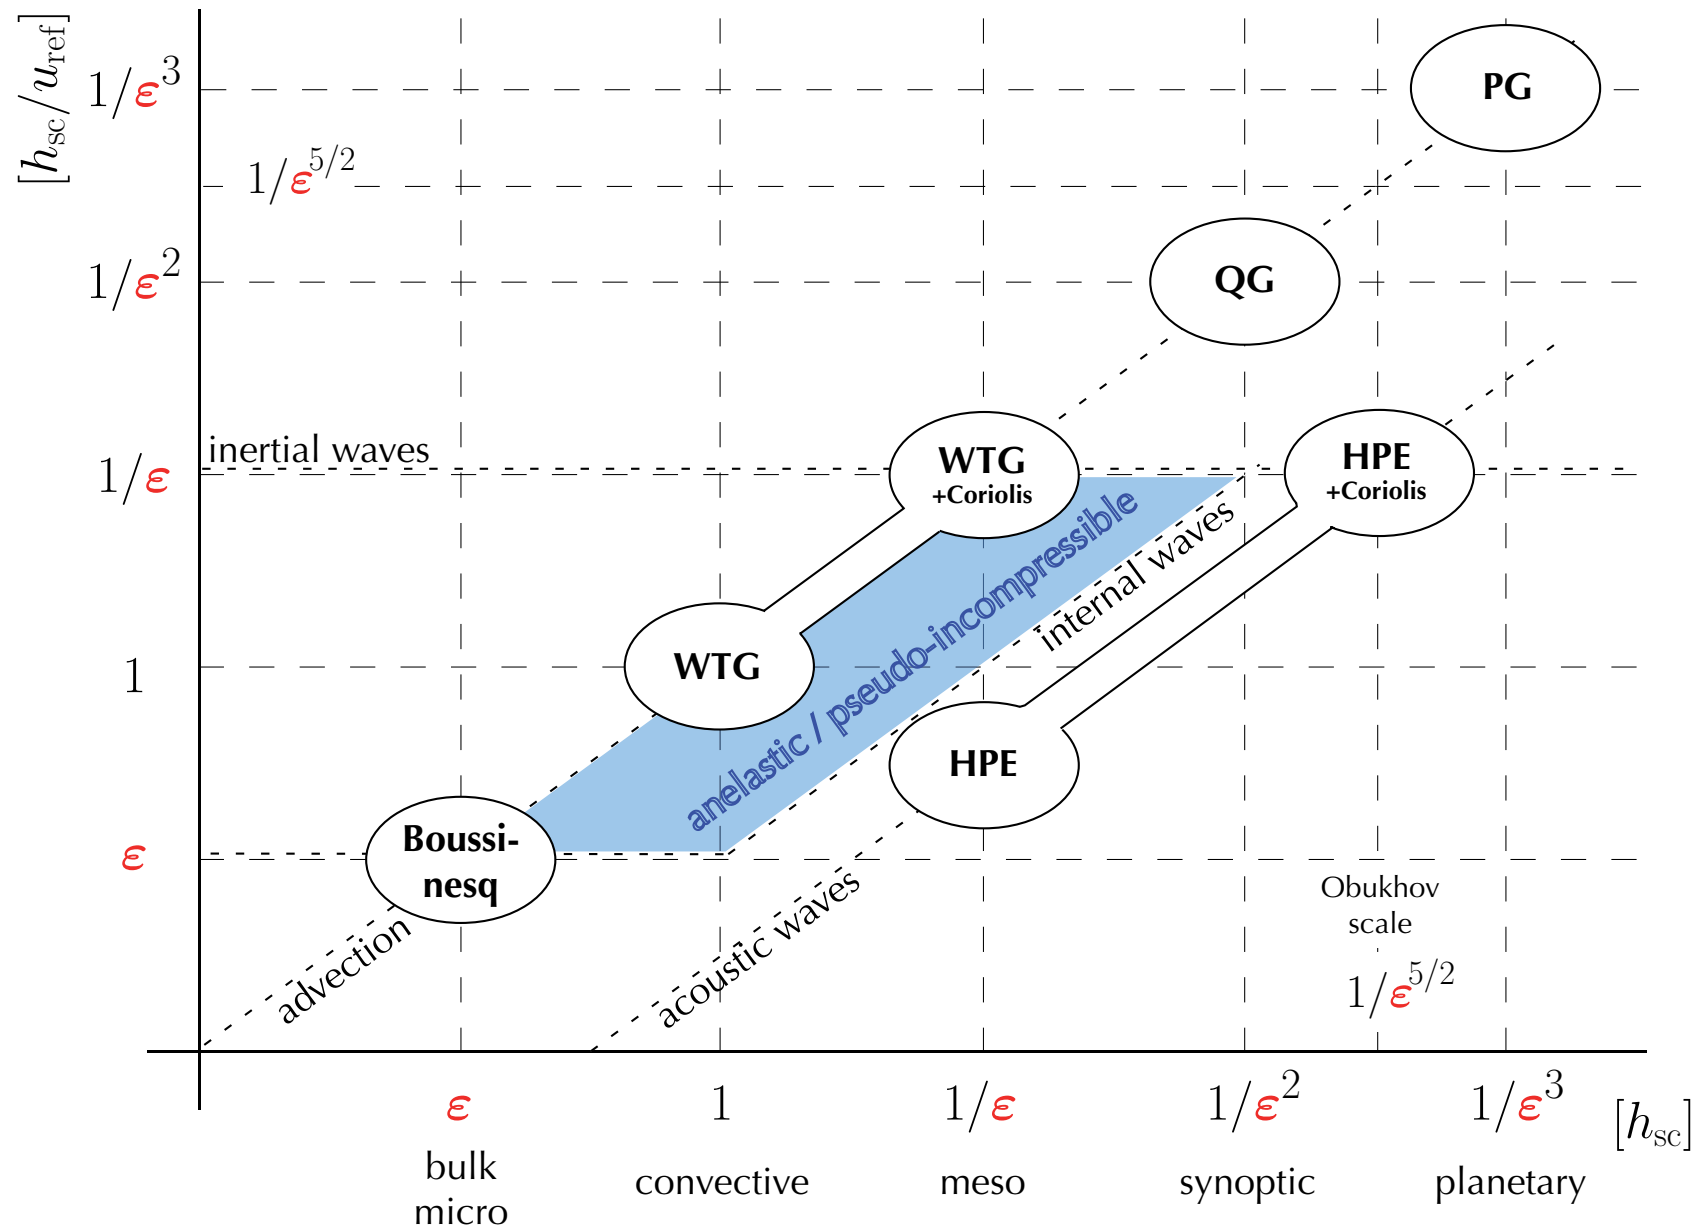 [h_sc/u_ref]
1/ε^3
PG
1/ε^{5/2}
1/ε^2
QG
inertial waves
1/ε
WTG
+Coriolis
HPE
+Coriolis
anelastic / pseudo-incompressible
internal waves
1
WTG
HPE
ε
Boussi-
nesq
advection
acoustic waves
Obukhov
scale
1/ε^{5/2}
ε
1
1/ε
1/ε^2
1/ε^3
[h_sc]
bulk
micro
convective
meso
synoptic
planetary